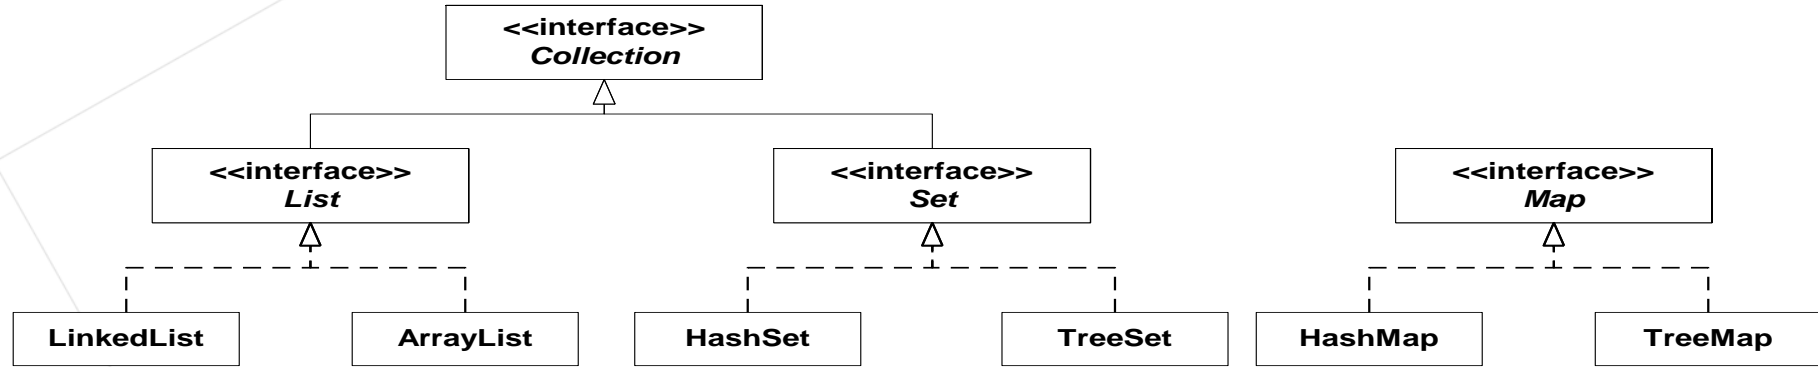 <<interface>>
Collection
<<interface>>
List
<<interface>>
Set
<<interface>>
Map
LinkedList
ArrayList
HashSet
TreeSet
HashMap
TreeMap